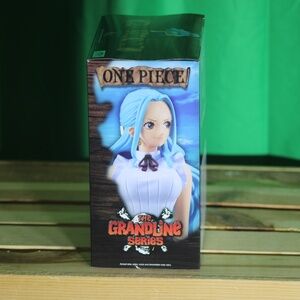 ONE PIECE
THE
GRANDLINE
SERIES